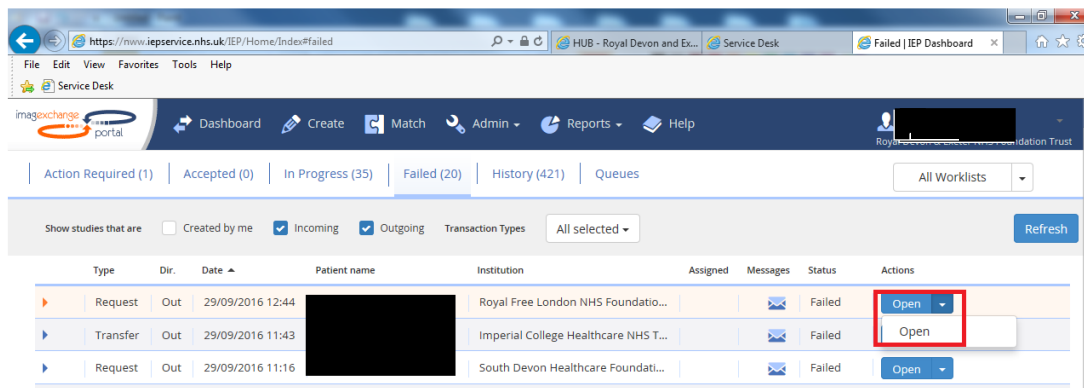 https://nww.iepservice.nhs.uk/IEP/Home/Index#failed HUB - Royal Devon and Ex... Service Desk Failed | IEP Dashboard
File Edit View Favorites Tools Help
Service Desk
imagexchange portal Dashboard Create Match Admin Reports Help
Foundation Trust
Action Required (1) Accepted (0) In Progress (35) Failed (20) History (421) Queues All Worklists
Show studies that are Created by me Incoming Outgoing Transaction Types All selected Refresh
Type Dir. Date Patient name Institution Assigned Messages Status Actions
Request Out 29/09/2016 12:44 Royal Free London NHS Foundatio... Failed Open
Transfer Out 29/09/2016 11:43 Imperial College Healthcare NHS T... Failed Open
Request Out 29/09/2016 11:16 South Devon Healthcare Foundati... Failed Open